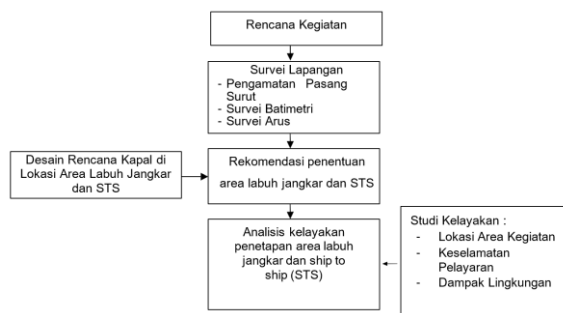 Rencana Kegiatan
Survei Lapangan
- Pengamatan Pasang
Surut
- Survei Batimetri
- Survei Arus
Desain Rencana Kapal di
Lokasi Area Labuh Jangkar
dan STS
Rekomendasi penentuan
area labuh jangkar dan STS
Analisis kelayakan
penetapan area labuh
jangkar dan ship to
ship (STS)
Studi Kelayakan :
- Lokasi Area Kegiatan
- Keselamatan
Pelayaran
- Dampak Lingkungan